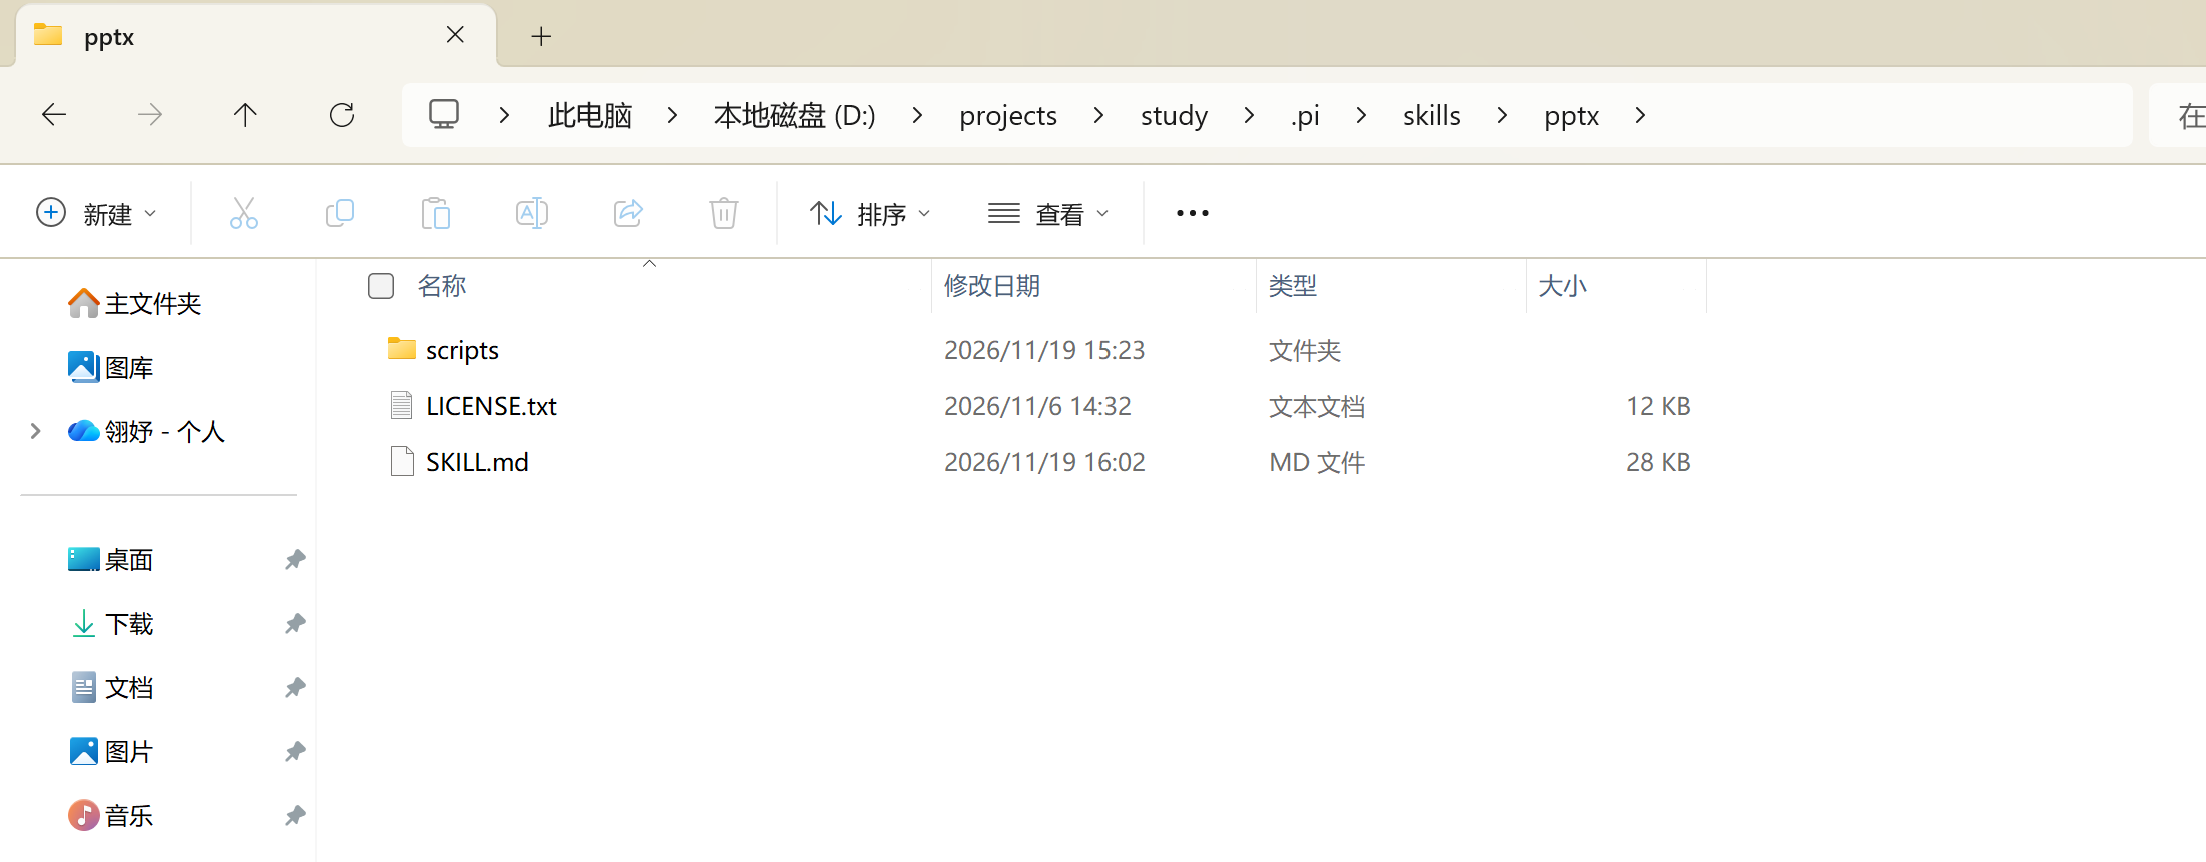 pptx
此电脑 > 本地磁盘 (D:) > projects > study > .pi > skills > pptx >
在
新建
排序
查看
主文件夹
图库
翎妤 - 个人
桌面
下载
文档
图片
音乐
名称 修改日期 类型 大小
scripts 2026/11/19 15:23 文件夹
LICENSE.txt 2026/11/6 14:32 文本文档 12 KB
SKILL.md 2026/11/19 16:02 MD 文件 28 KB